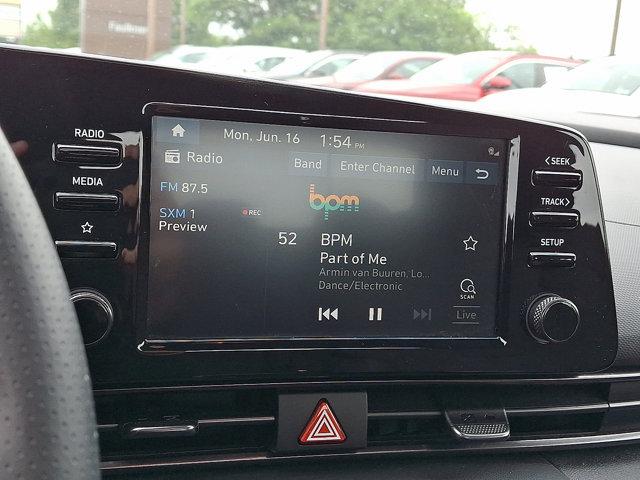 Faulkner
RADIO
MEDIA
Mon, Jun. 16 1:54 PM
Radio
Band
Enter Channel
Menu
FM 87.5
SXM 1
Preview
REC
bpm
52 BPM
Part of Me
Armin van Buuren, Lo...
Dance/Electronic
SCAN
Live
<SEEK
TRACK>
SETUP